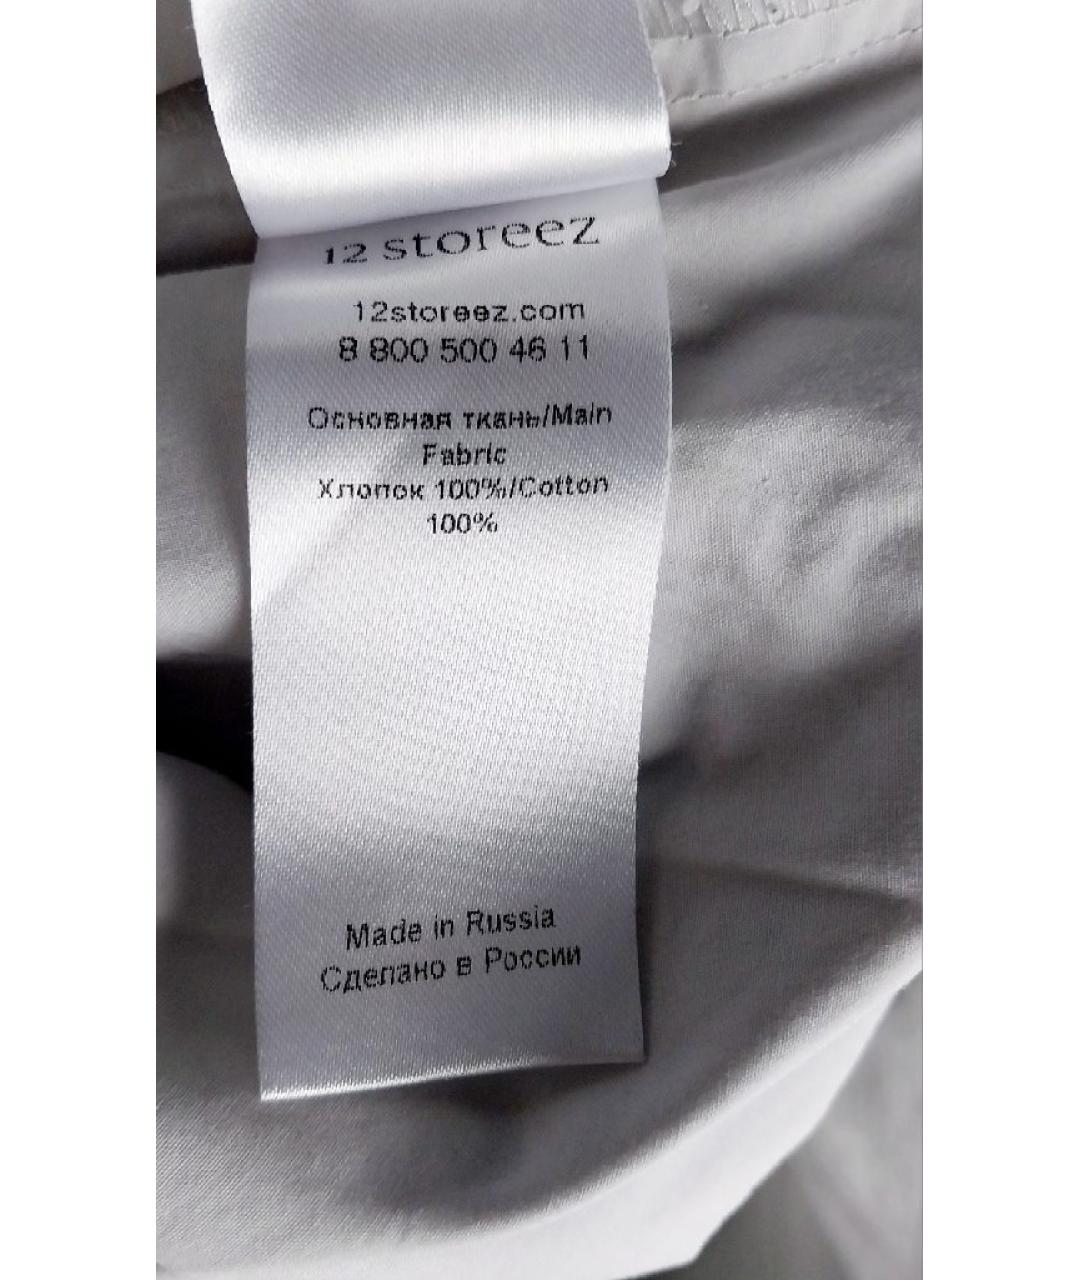 12 storeez
12storeez.com
8 800 500 46 11
Основная ткань/Main
Fabric
Хлопок 100%/Cotton
100%
Made in Russia
Сделано в России